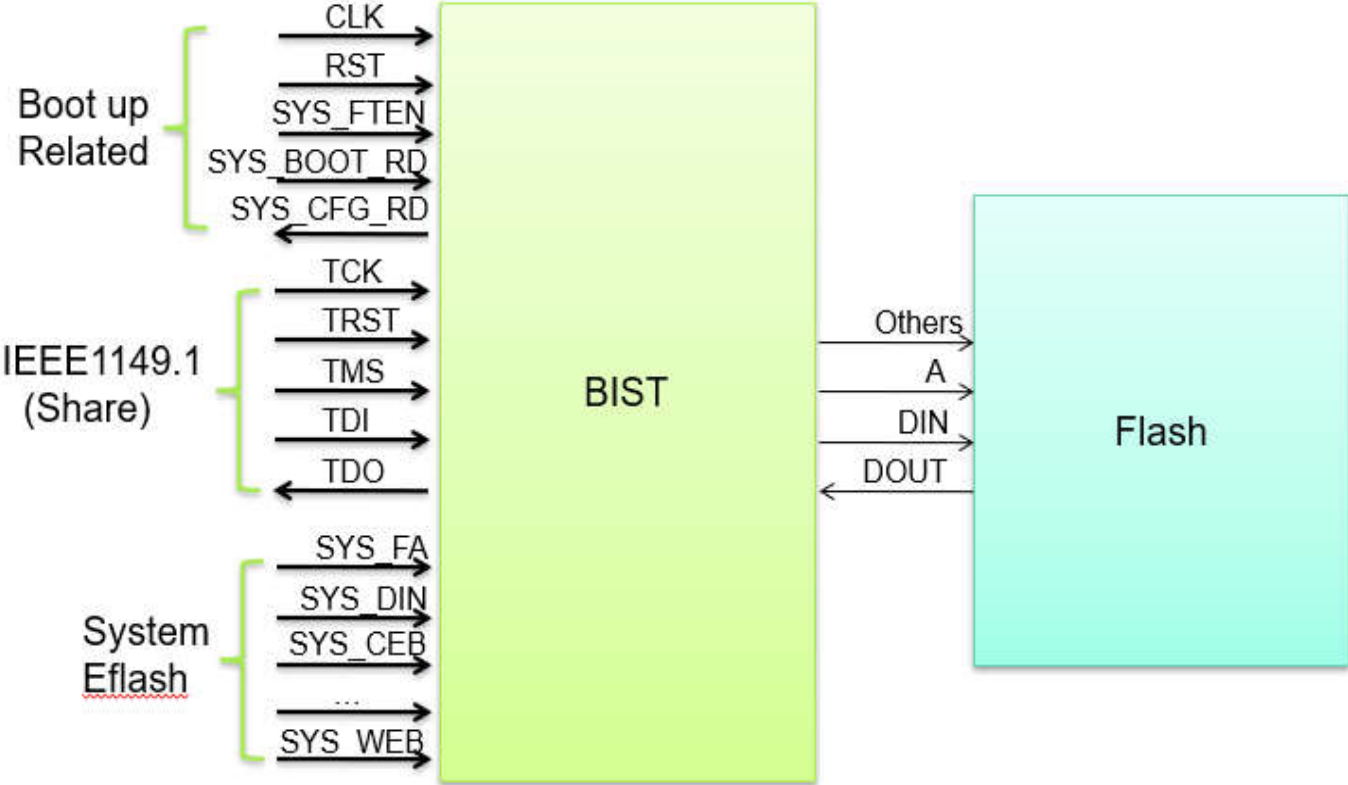 CLK
RST
SYS_FTEN
SYS_BOOT_RD
SYS_CFG_RD
Boot up
Related
TCK
TRST
TMS
TDI
TDO
IEEE1149.1
(Share)
SYS_FA
SYS_DIN
SYS_CEB
...
SYS_WEB
System
Eflash
BIST
Others
A
DIN
DOUT
Flash